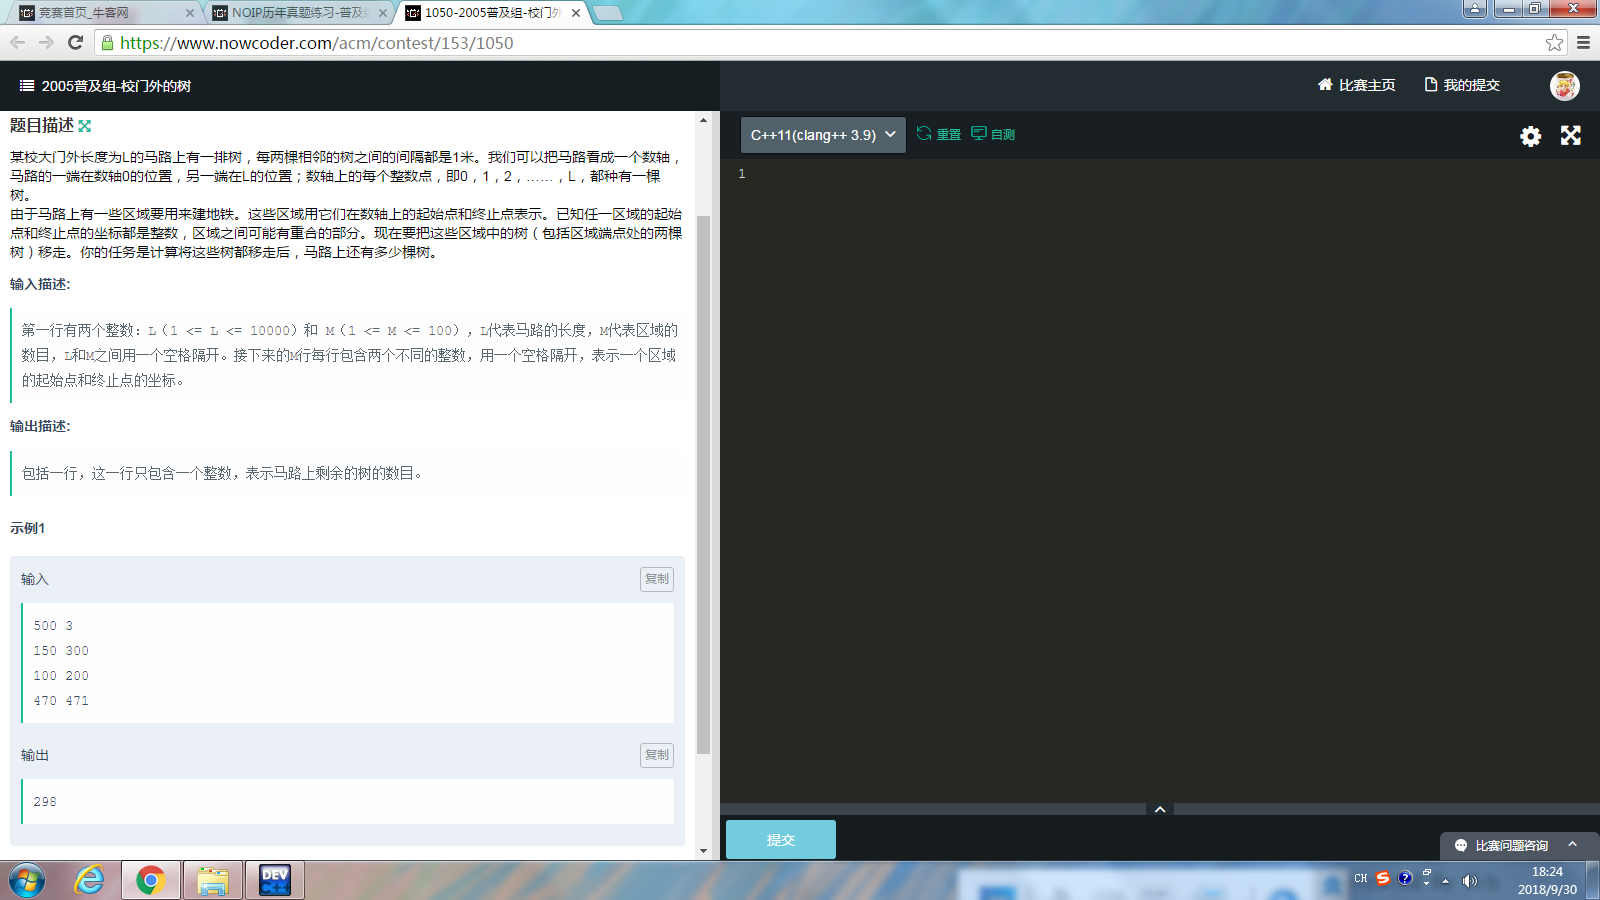 竞赛首页_牛客网
NOIP历年真题练习-普及
1050-2005普及组-校门外
https://www.nowcoder.com/acm/contest/153/1050
2005普及组-校门外的树
比赛主页
我的提交
题目描述
某校大门外长度为L的马路上有一排树，每两棵相邻的树之间的间隔都是1米。我们可以把马路看成一个数轴，
马路的一端在数轴0的位置，另一端在L的位置；数轴上的每个整数点，即0，1，2，……，L，都种有一棵
树。
由于马路上有一些区域要用来建地铁。这些区域用它们在数轴上的起始点和终止点表示。已知任一区域的起始
点和终止点的坐标都是整数，区域之间可能有重合的部分。现在要把这些区域中的树（包括区域端点处的两棵
树）移走。你的任务是计算将这些树都移走后，马路上还有多少棵树。
输入描述:
第一行有两个整数：L（1 <= L <= 10000）和 M（1 <= M <= 100），L代表马路的长度，M代表区域的
数目，L和M之间用一个空格隔开。接下来的M行每行包含两个不同的整数，用一个空格隔开，表示一个区域
的起始点和终止点的坐标。
输出描述:
包括一行，这一行只包含一个整数，表示马路上剩余的树的数目。
示例1
输入
复制
500 3
150 300
100 200
470 471
输出
复制
298
C++11(clang++ 3.9)
重置
自测
1
提交
比赛问题咨询
DEV
C++
CH
18:24
2018/9/30